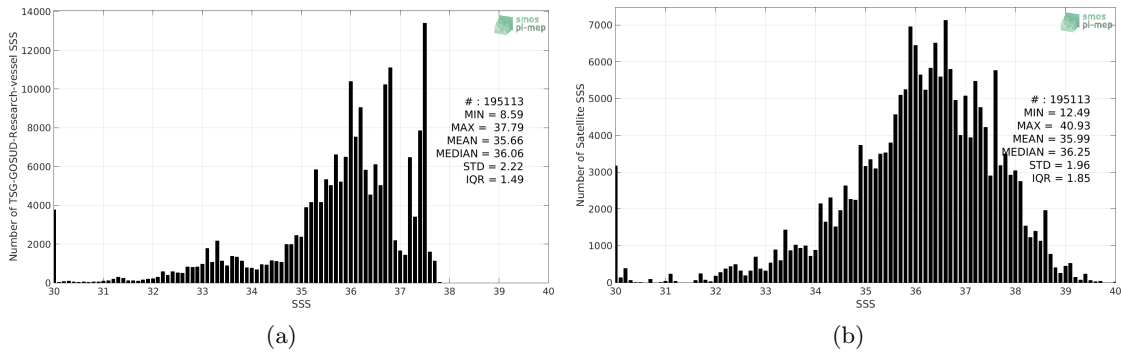 smos
pi-mep
Number of TSG-GOSUD-Research-vessel SSS
14000
12000
10000
8000
6000
4000
2000
0
# : 195113
MIN = 8.59
MAX = 37.79
MEAN = 35.66
MEDIAN = 36.06
STD = 2.22
IQR = 1.49
30 31 32 33 34 35 36 37 38 39 40
SSS
(a)
smos
pi-mep
Number of Satellite SSS
7000
6000
5000
4000
3000
2000
1000
0
# : 195113
MIN = 12.49
MAX = 40.93
MEAN = 35.99
MEDIAN = 36.25
STD = 1.96
IQR = 1.85
30 31 32 33 34 35 36 37 38 39 40
SSS
(b)